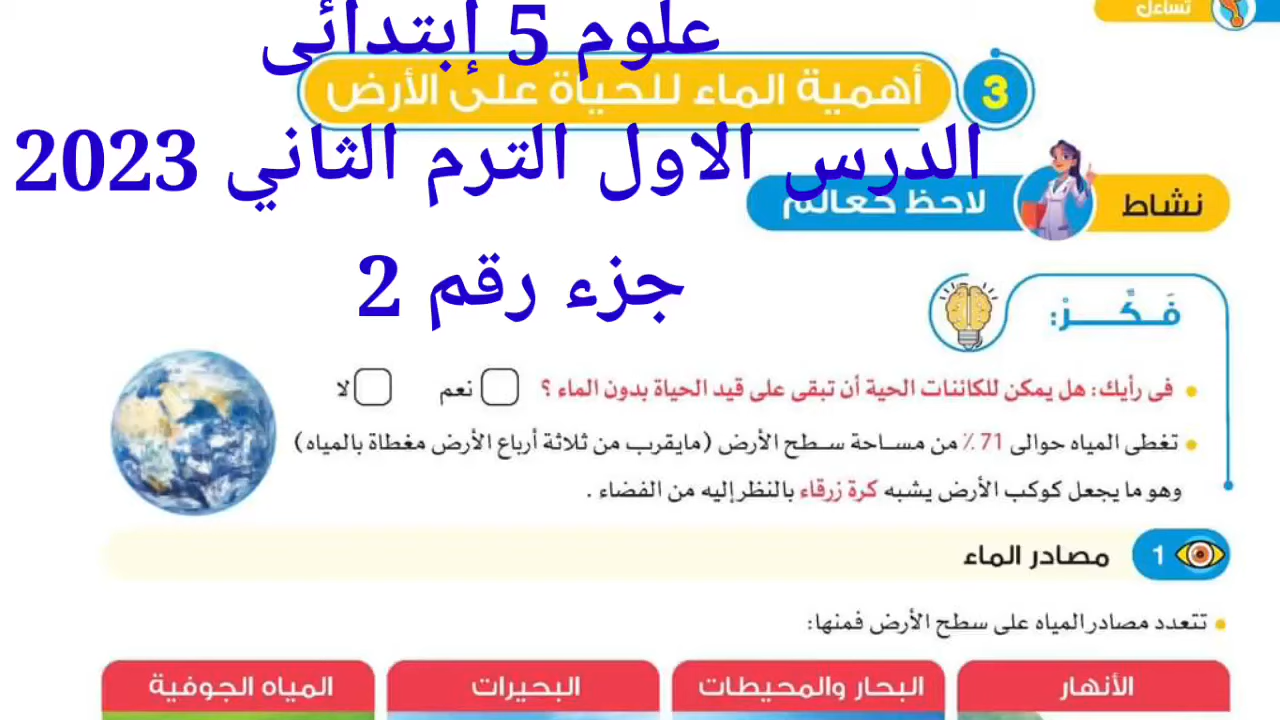 تساءل
علوم 5 إبتدائى
3 أهمية الماء للحياة على الأرض
الدرس الاول الترم الثاني 2023
نشاط لاحظ كعالم
جزء رقم 2
فَكِّرْ:
فى رأيك: هل يمكن للكائنات الحية أن تبقى على قيد الحياة بدون الماء ؟ نعم لا
تغطى المياه حوالى 71٪ من مساحة سطح الأرض (مايقرب من ثلاثة أرباع الأرض مغطاة بالمياه)
وهو ما يجعل كوكب الأرض يشبه كرة زرقاء بالنظر إليه من الفضاء .
1 مصادر الماء
تتعدد مصادر المياه على سطح الأرض فمنها:
الأنهار البحار والمحيطات البحيرات المياه الجوفية